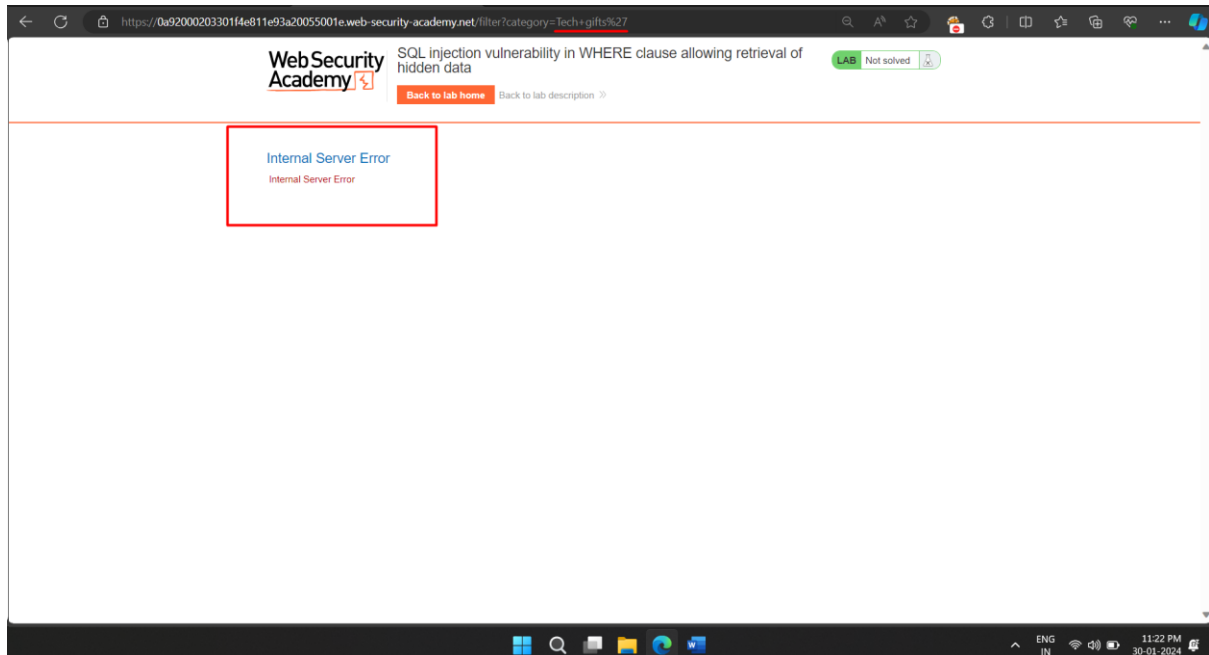 https://0a92000203301f4e811e93a20055001e.web-security-academy.net/filter?category=Tech+gifts%27
WebSecurity
Academy
SQL injection vulnerability in WHERE clause allowing retrieval of
hidden data
LAB Not solved
Back to lab home Back to lab description »
Internal Server Error
Internal Server Error
ENG
IN
11:22 PM
30-01-2024